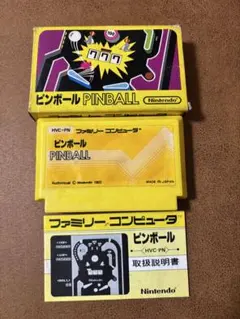 777
ピンボール PINBALL
Nintendo
HVC-PN ファミリー コンピュータ
ピンボール
PINBALL
MADE IN JAPAN
ファミリー コンピュータ
ピンボール
HVC-PN
取扱説明書
Nintendo